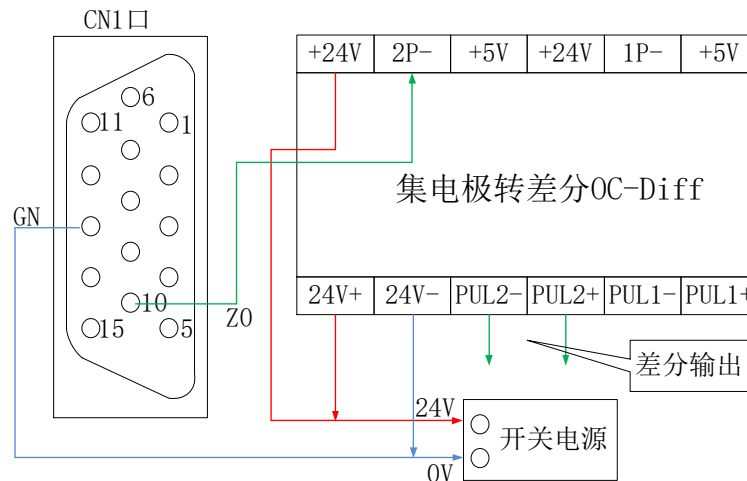 CN1口
6
11
1
GN
10
ZO
15
5
+24V 2P- +5V +24V 1P- +5V
集电极转差分OC-Diff
24V+ 24V- PUL2- PUL2+ PUL1- PUL1+
差分输出
24V
开关电源
0V